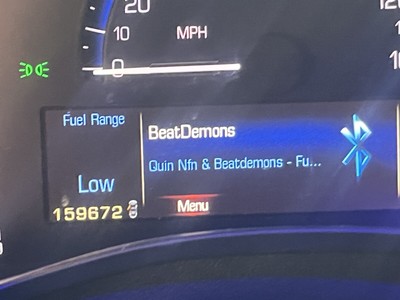 20
10
MPH
0
Fuel Range
BeatDemons
Quin Nfn & Beatdemons - Fu...
Low
159672
Menu